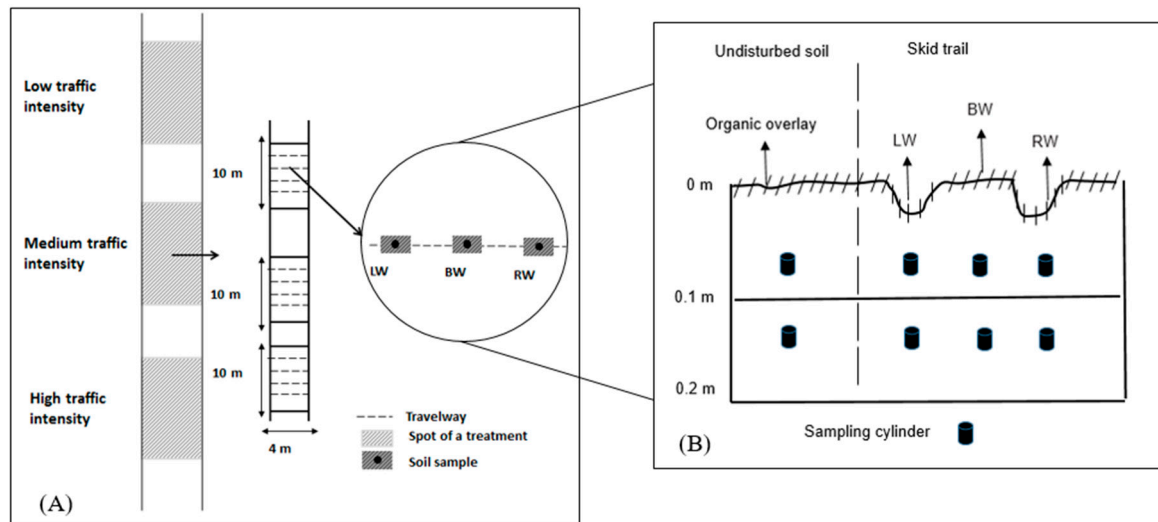 Low traffic
intensity
Medium traffic
intensity
High traffic
intensity
10 m
10 m
10 m
4 m
LW
BW
RW
Travelway
Spot of a treatment
Soil sample
(A)
Undisturbed soil
Skid trail
Organic overlay
LW
BW
RW
0 m
0.1 m
0.2 m
Sampling cylinder
(B)